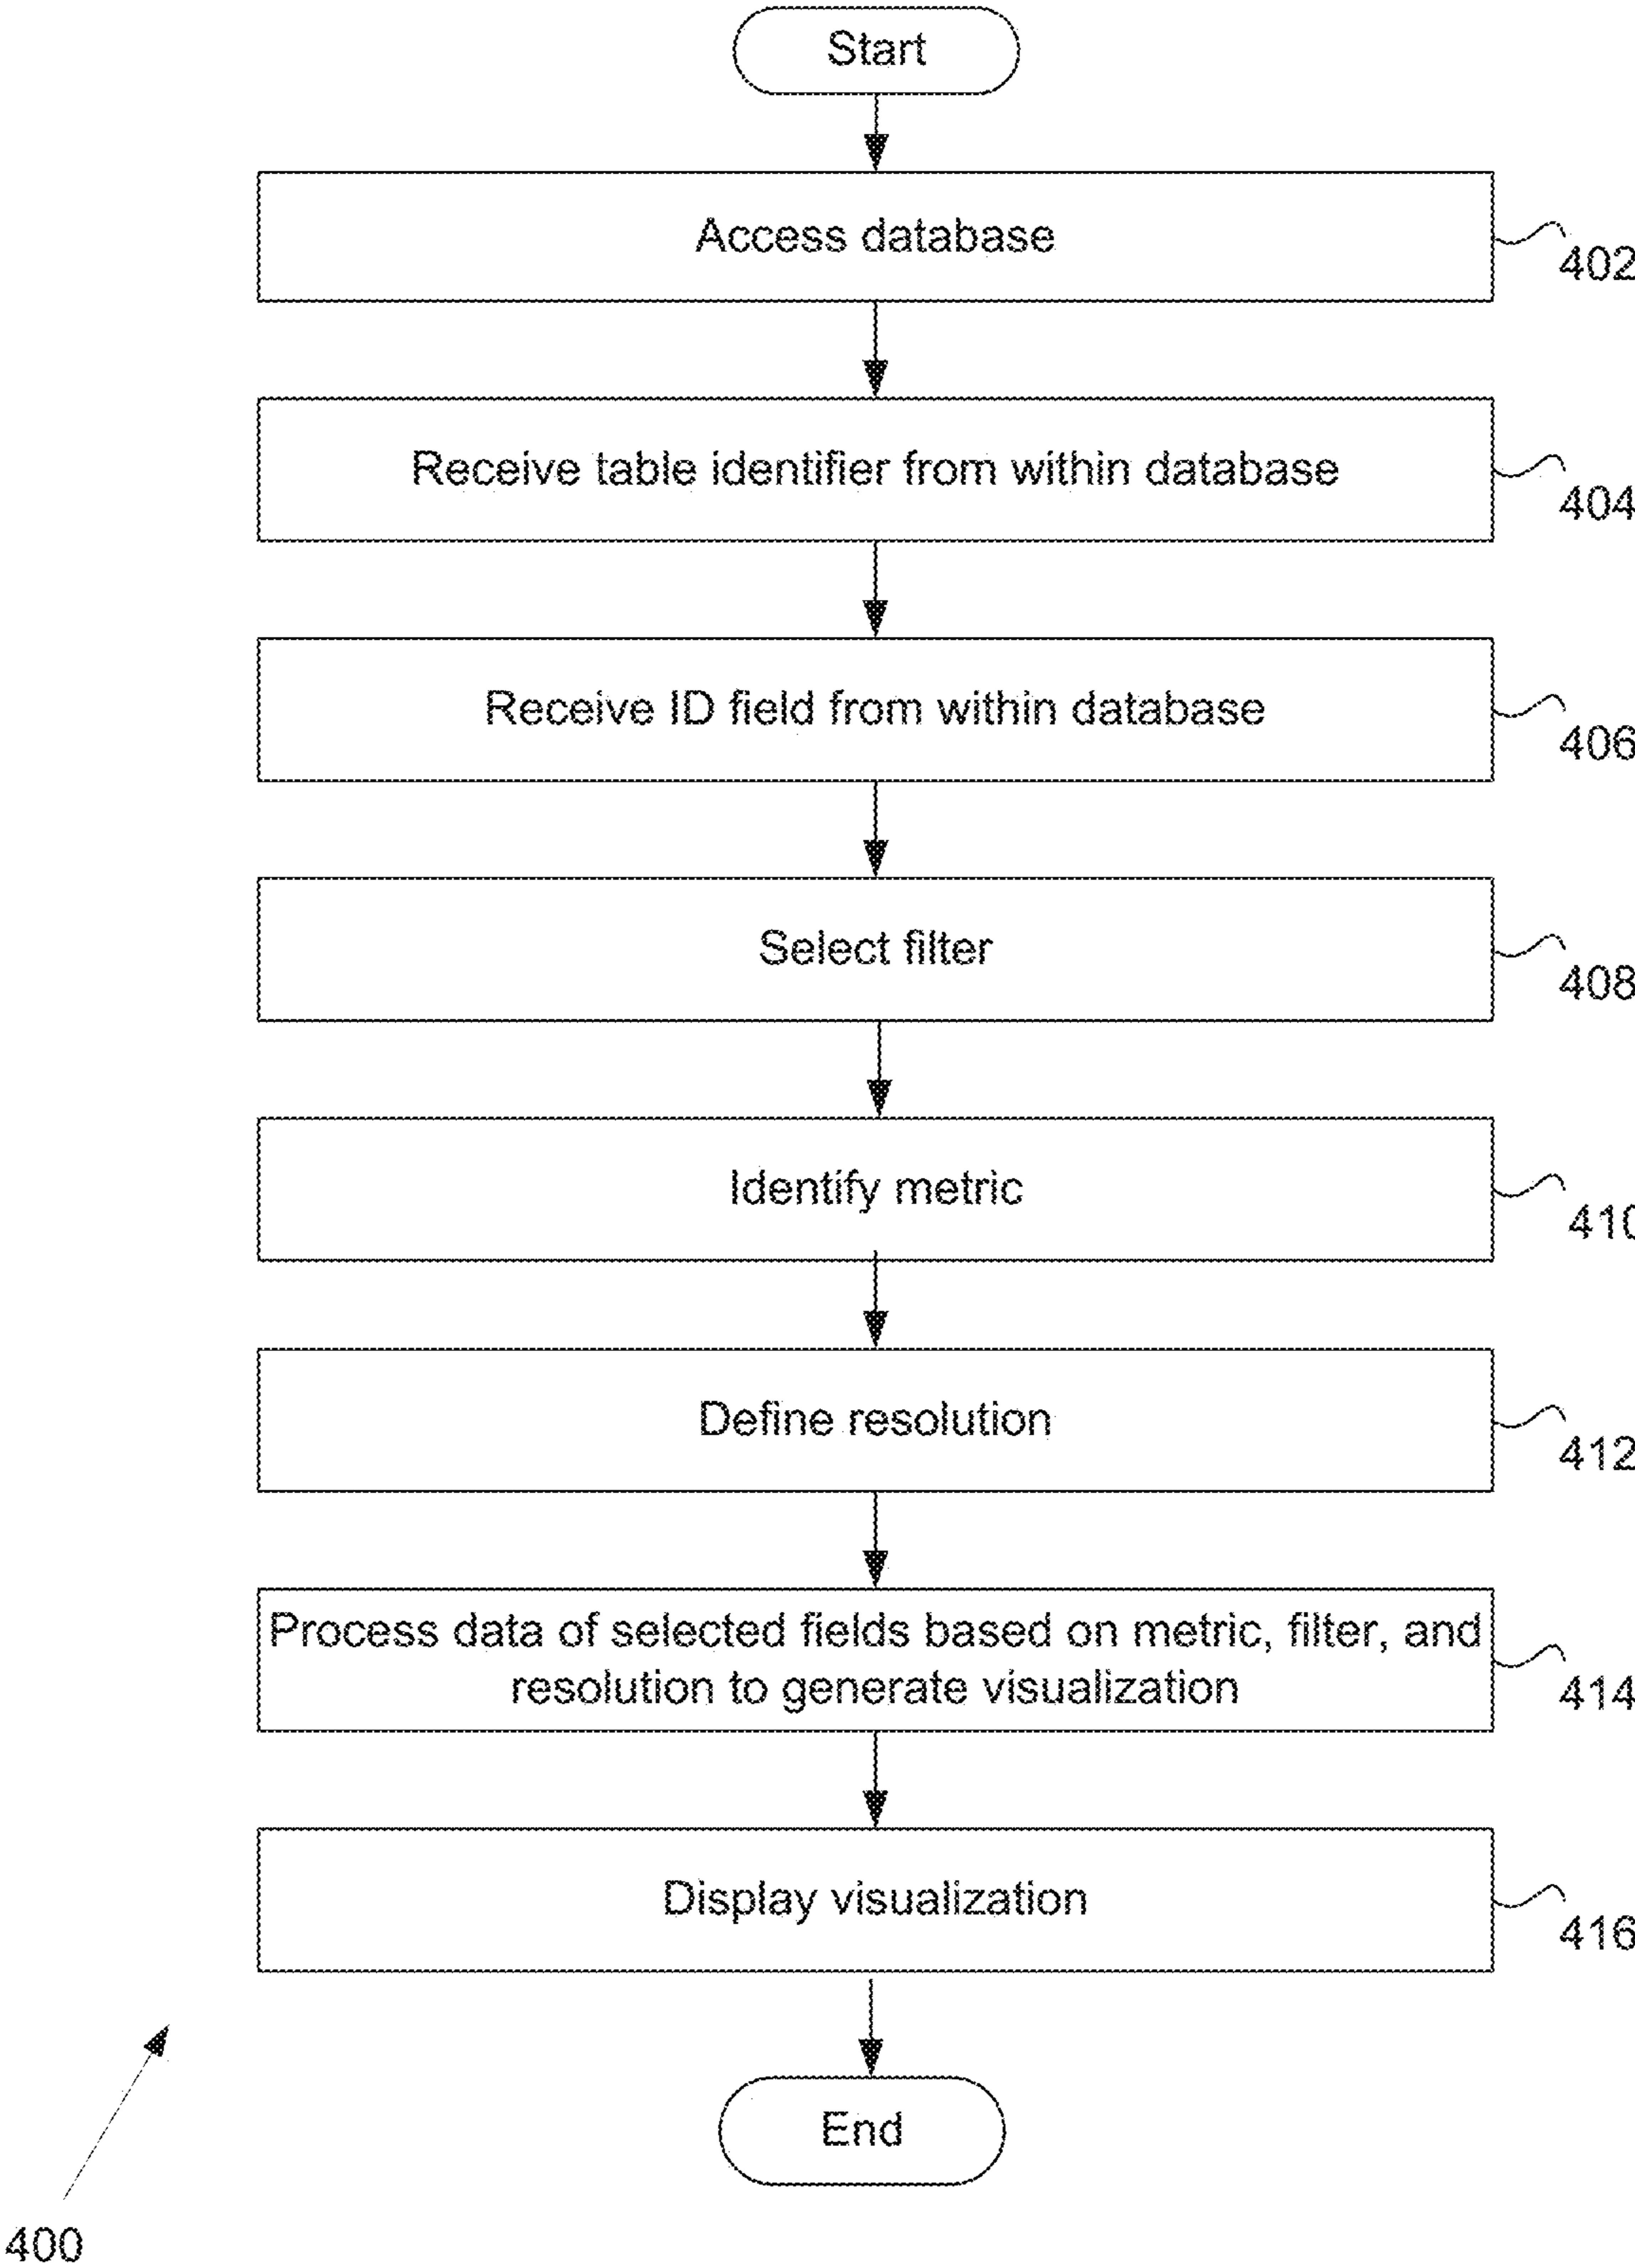 Start
Access database
402
Receive table identifier from within database
404
Receive ID field from within database
406
Select filter
408
Identify metric
410
Define resolution
412
Process data of selected fields based on metric, filter, and
resolution to generate visualization
414
Display visualization
416
End
400